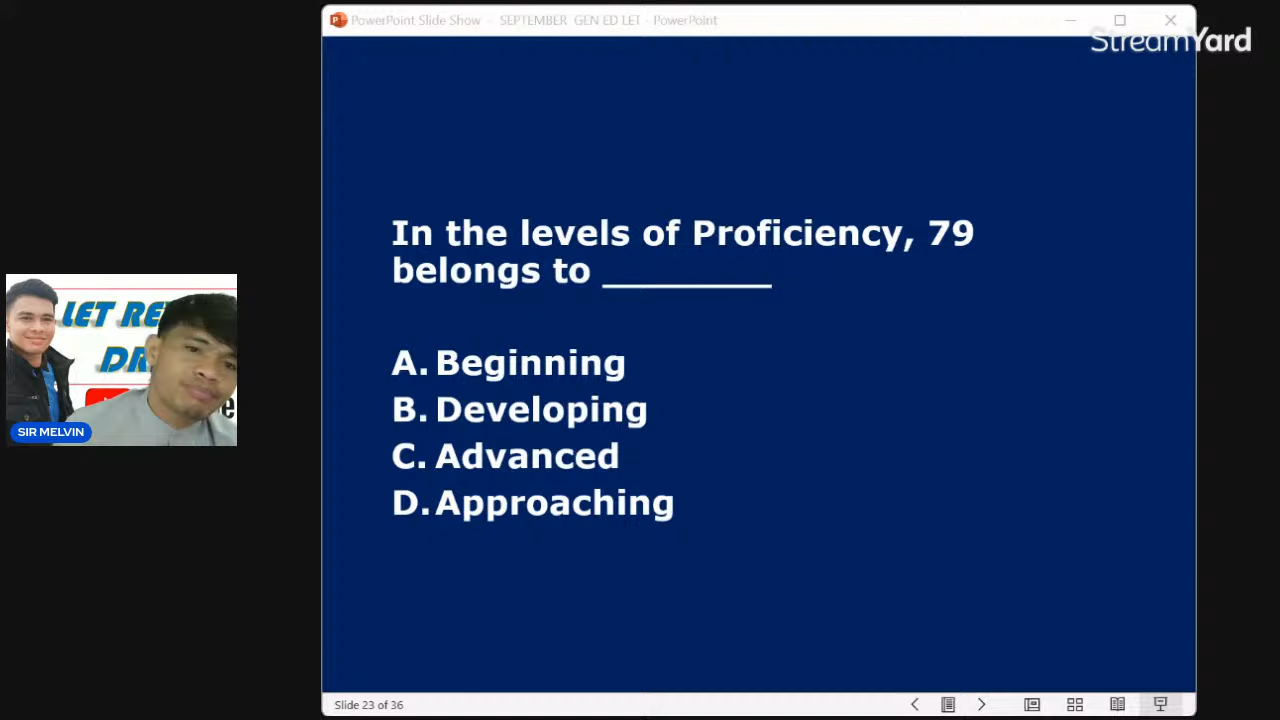 PowerPoint Slide Show - SEPTEMBER GEN ED LET - PowerPoint
StreamYard
In the levels of Proficiency, 79
belongs to ________
A. Beginning
B. Developing
C. Advanced
D. Approaching
LET
SIR MELVIN
Slide 23 of 36